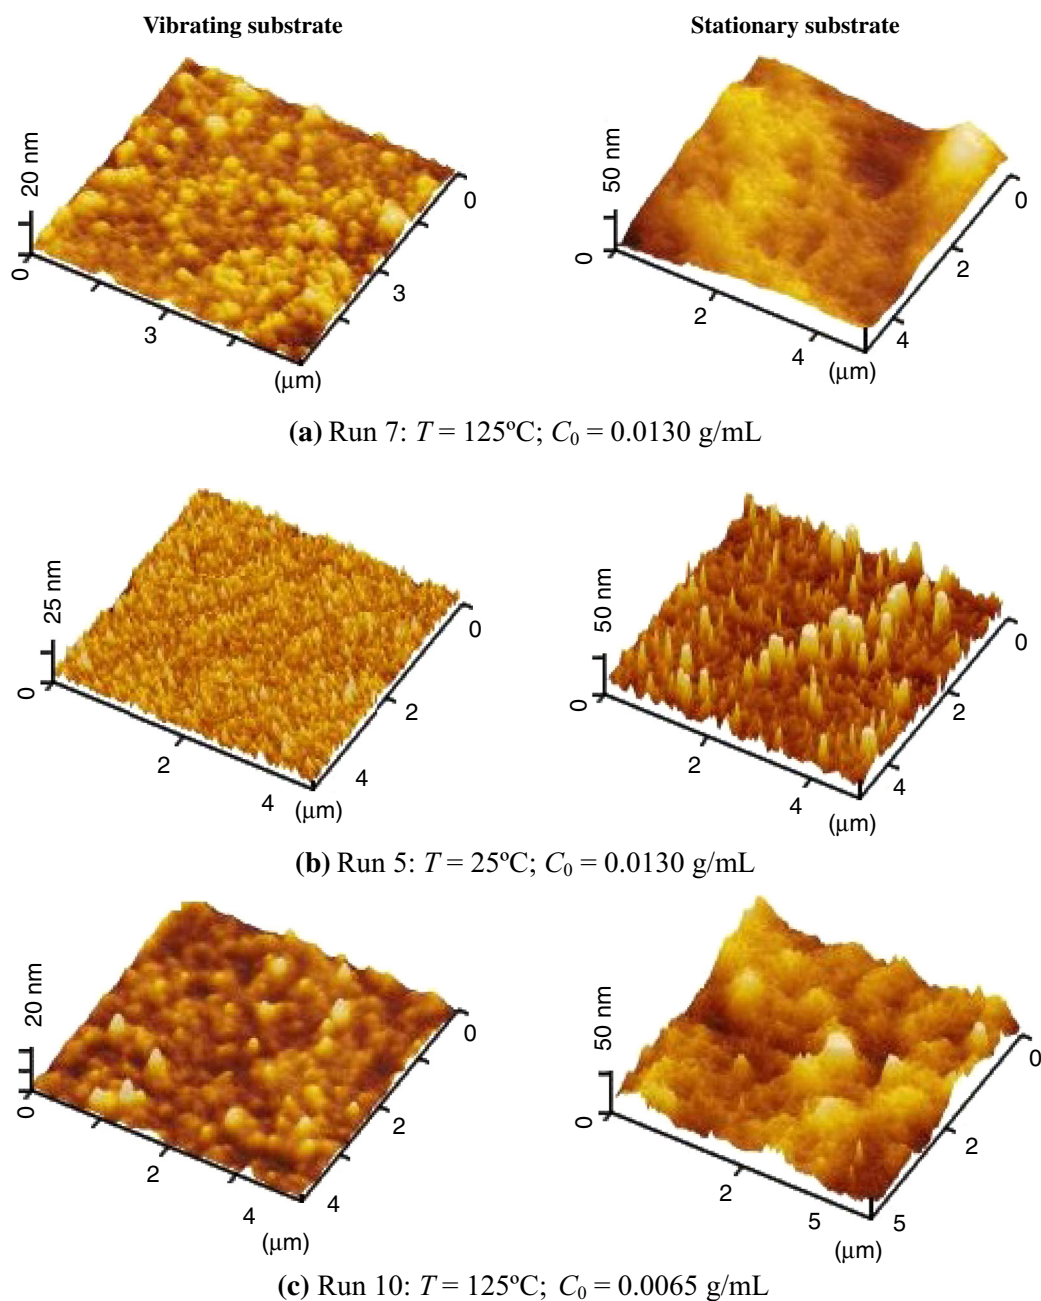 Vibrating substrate
Stationary substrate
20 nm
0
3
3
0
(μm)
50 nm
0
2
4
4
2
0
(μm)
(a) Run 7: T = 125ºC; C0 = 0.0130 g/mL
25 nm
0
2
4
4
2
0
(μm)
50 nm
0
2
4
4
2
0
(μm)
(b) Run 5: T = 25ºC; C0 = 0.0130 g/mL
20 nm
0
2
4
4
2
0
(μm)
50 nm
0
2
5
5
2
0
(μm)
(c) Run 10: T = 125ºC; C0 = 0.0065 g/mL